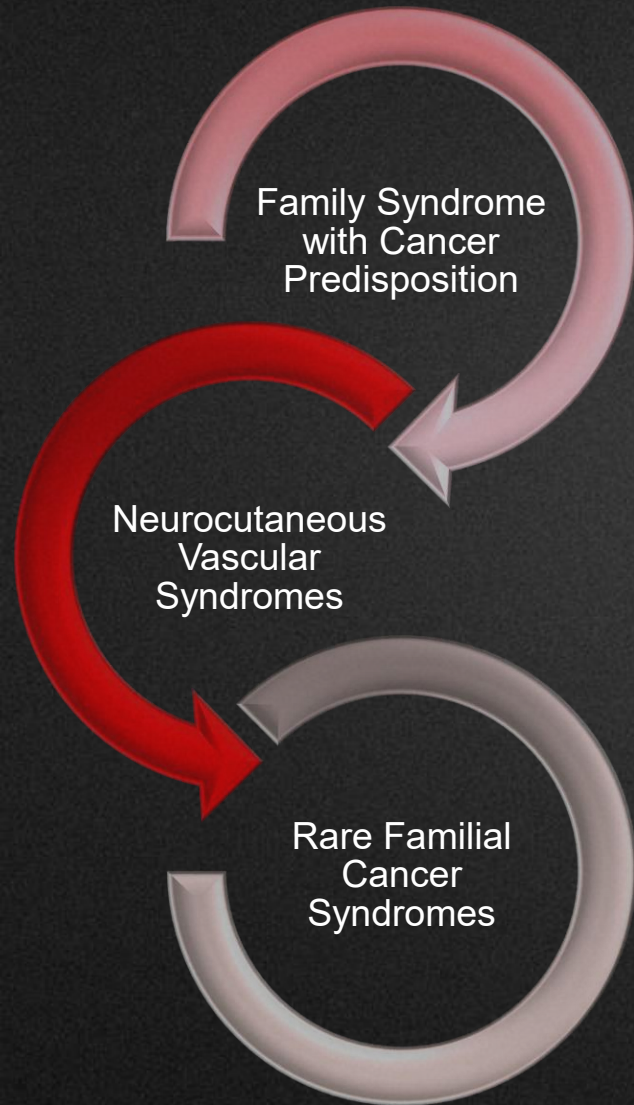 Family Syndrome
with Cancer
Predisposition
Neurocutaneous
Vascular
Syndromes
Rare Familial
Cancer
Syndromes